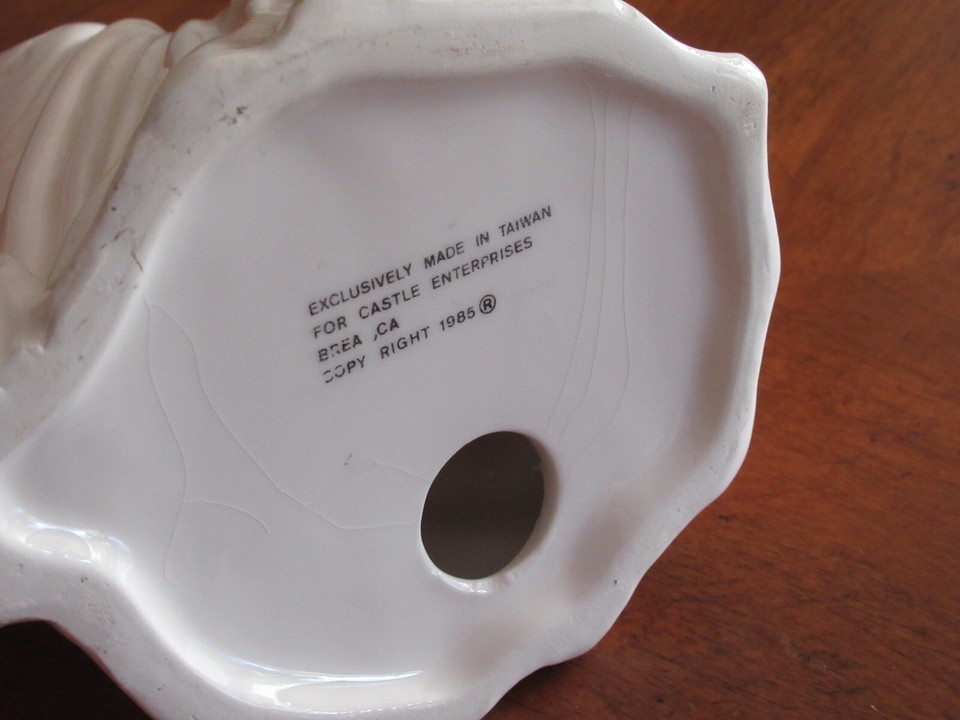 EXCLUSIVELY MADE IN TAIWAN
FOR CASTLE ENTERPRISES
BREA ,CA
COPY RIGHT 1985 ®